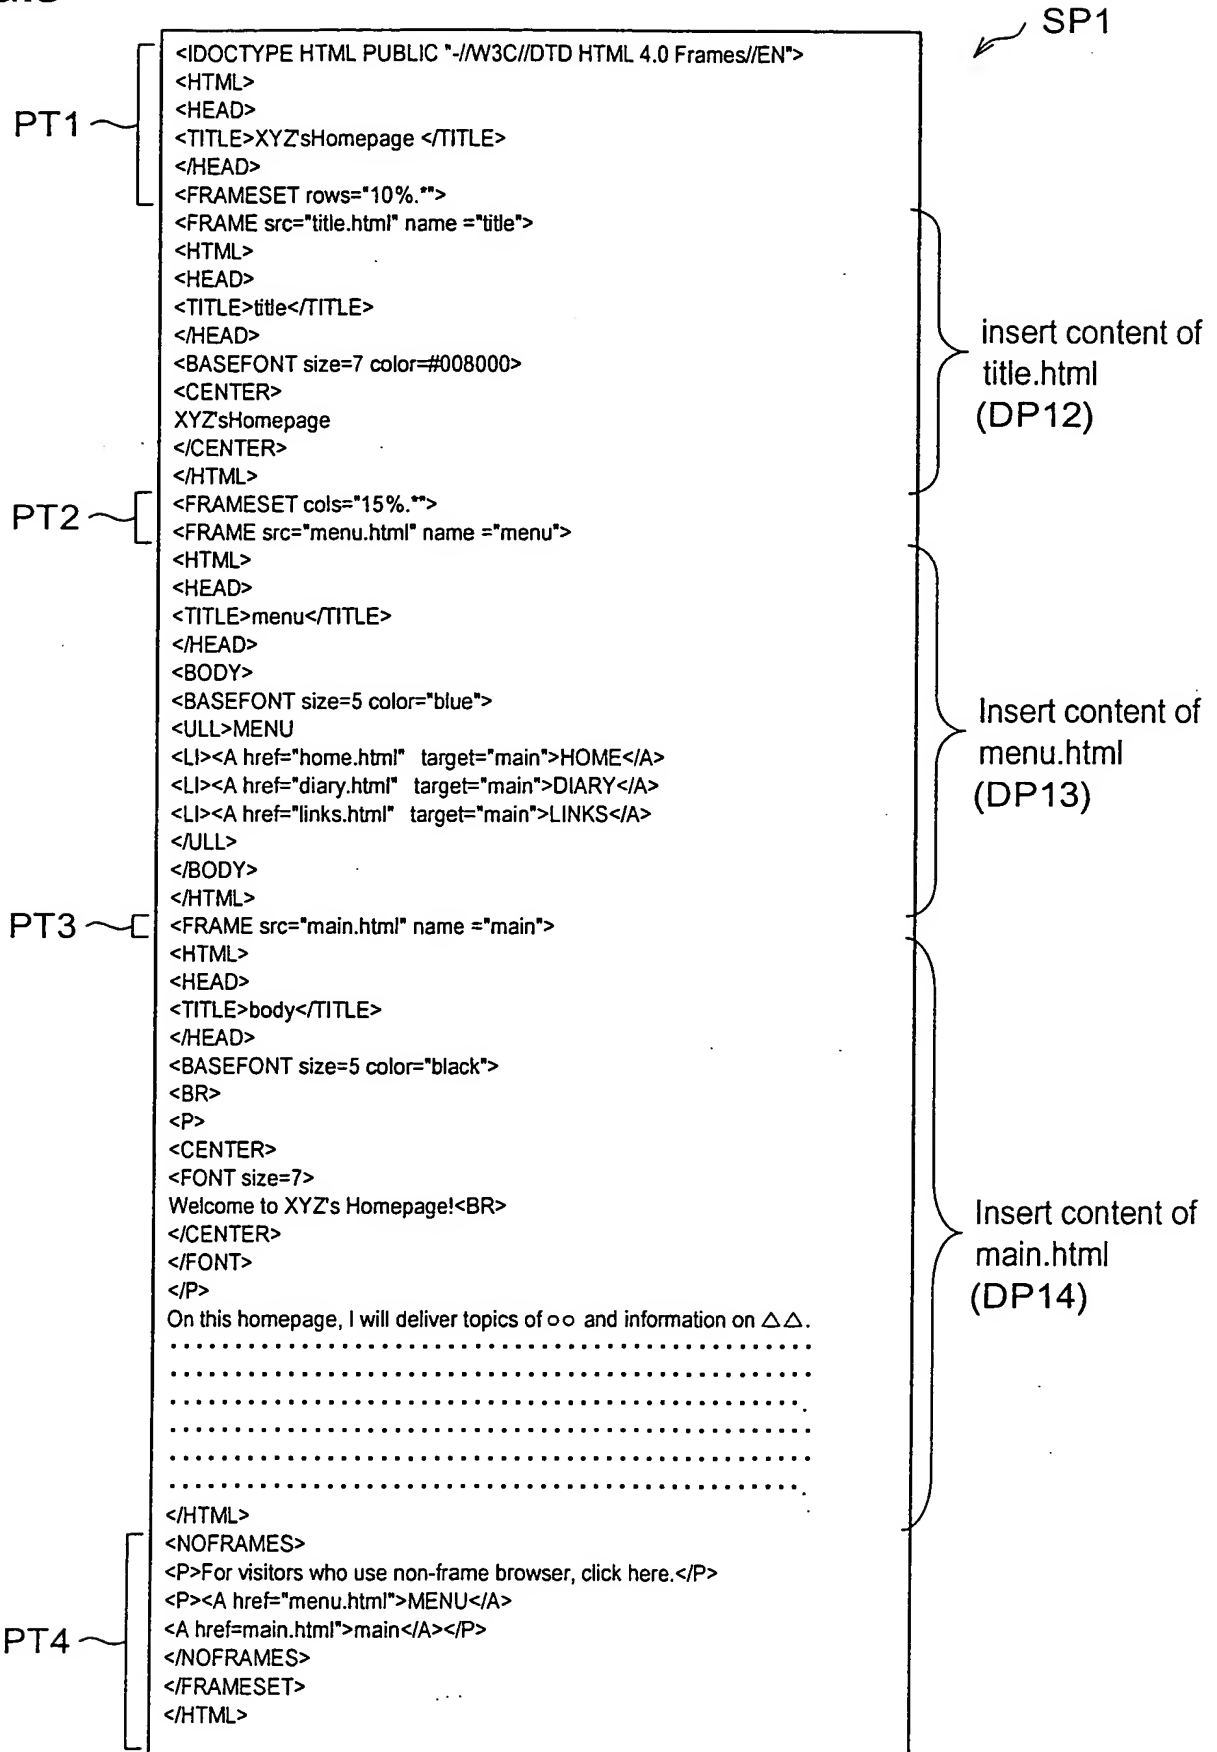 SP1
<IDOCTYPE HTML PUBLIC "-//W3C//DTD HTML 4.0 Frames//EN">
<HTML>
<HEAD>
PT1
<TITLE>XYZ'sHomepage </TITLE>
</HEAD>
<FRAMESET rows="10%.*">
<FRAME src="title.html" name ="title">
<HTML>
<HEAD>
<TITLE>title</TITLE>
</HEAD>
<BASEFONT size=7 color=#008000>
<CENTER>
XYZ'sHomepage
</CENTER>
</HTML>
insert content of
title.html
(DP12)
PT2
<FRAMESET cols="15%.*">
<FRAME src="menu.html" name ="menu">
<HTML>
<HEAD>
<TITLE>menu</TITLE>
</HEAD>
<BODY>
<BASEFONT size=5 color="blue">
<ULL>MENU
<LI><A href="home.html" target="main">HOME</A>
<LI><A href="diary.html" target="main">DIARY</A>
<LI><A href="links.html" target="main">LINKS</A>
</ULL>
</BODY>
</HTML>
Insert content of
menu.html
(DP13)
PT3
<FRAME src="main.html" name ="main">
<HTML>
<HEAD>
<TITLE>body</TITLE>
</HEAD>
<BASEFONT size=5 color="black">
<BR>
<P>
<CENTER>
<FONT size=7>
Welcome to XYZ's Homepage!<BR>
</CENTER>
</FONT>
</P>
On this homepage, I will deliver topics of ○○ and information on △△.
</HTML>
Insert content of
main.html
(DP14)
<NOFRAMES>
<P>For visitors who use non-frame browser, click here.</P>
<P><A href="menu.html">MENU</A>
<A href=main.html">main</A></P>
PT4
</NOFRAMES>
</FRAMESET>
</HTML>